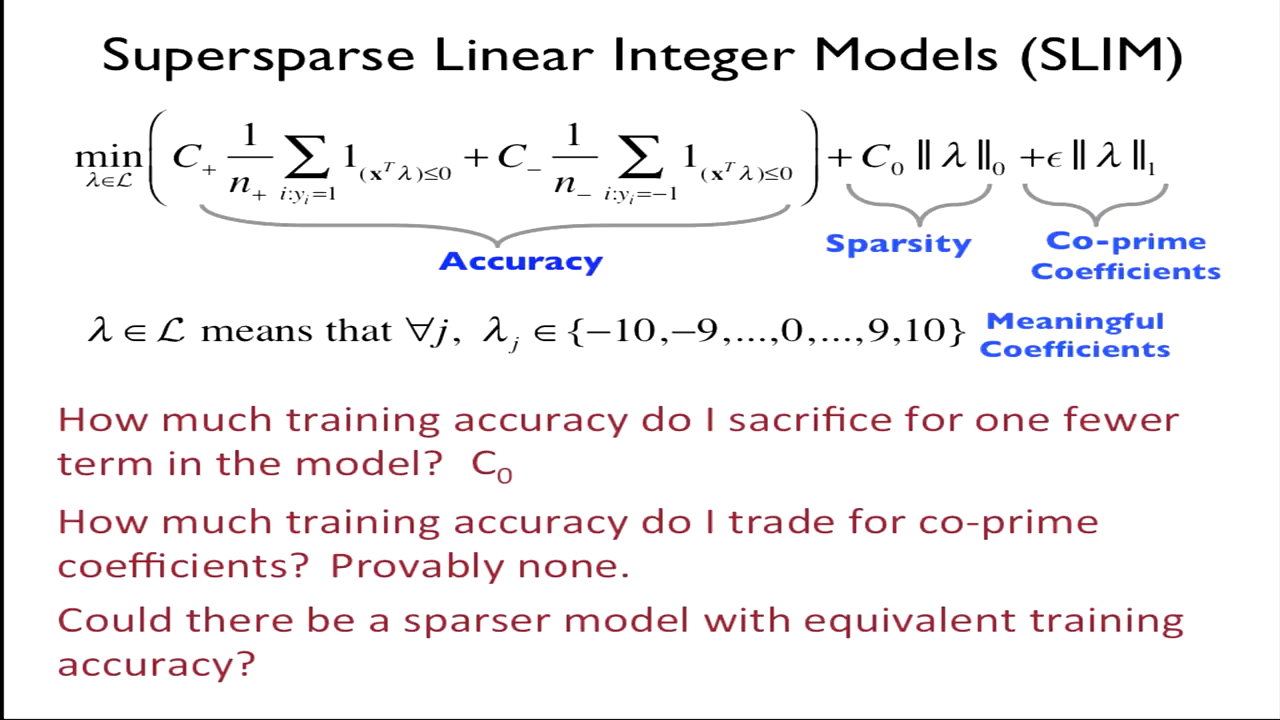 Supersparse Linear Integer Models (SLIM)
min_{λ∈ℒ} ( C₊ 1/n₊ ∑_{i:yᵢ=1} 1_{(xᵀλ)≤0} + C₋ 1/n₋ ∑_{i:yᵢ=−1} 1_{(xᵀλ)≤0} ) + C₀ ‖ λ ‖₀ + ϵ ‖ λ ‖₁
Accuracy
Sparsity
Co-prime
Coefficients
λ ∈ ℒ means that ∀j, λⱼ ∈ {−10,−9,...,0,...,9,10}
Meaningful
Coefficients
How much training accuracy do I sacrifice for one fewer
term in the model? C₀
How much training accuracy do I trade for co-prime
coefficients? Provably none.
Could there be a sparser model with equivalent training
accuracy?